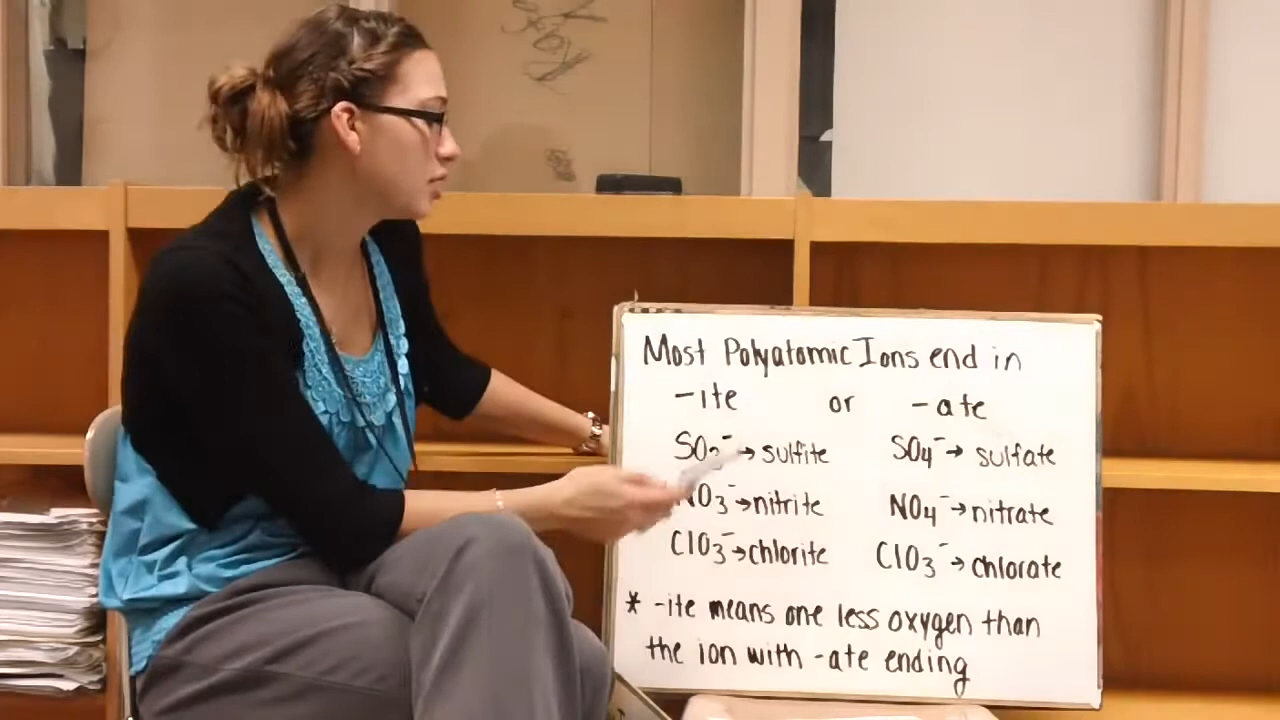 Most Polyatomic Ions end in
-ite or -ate
SO3⁻ → sulfite SO4⁻ → sulfate
NO3⁻ → nitrite NO4⁻ → nitrate
ClO3⁻ → chlorite ClO3⁻ → chlorate
* -ite means one less oxygen than
the ion with -ate ending